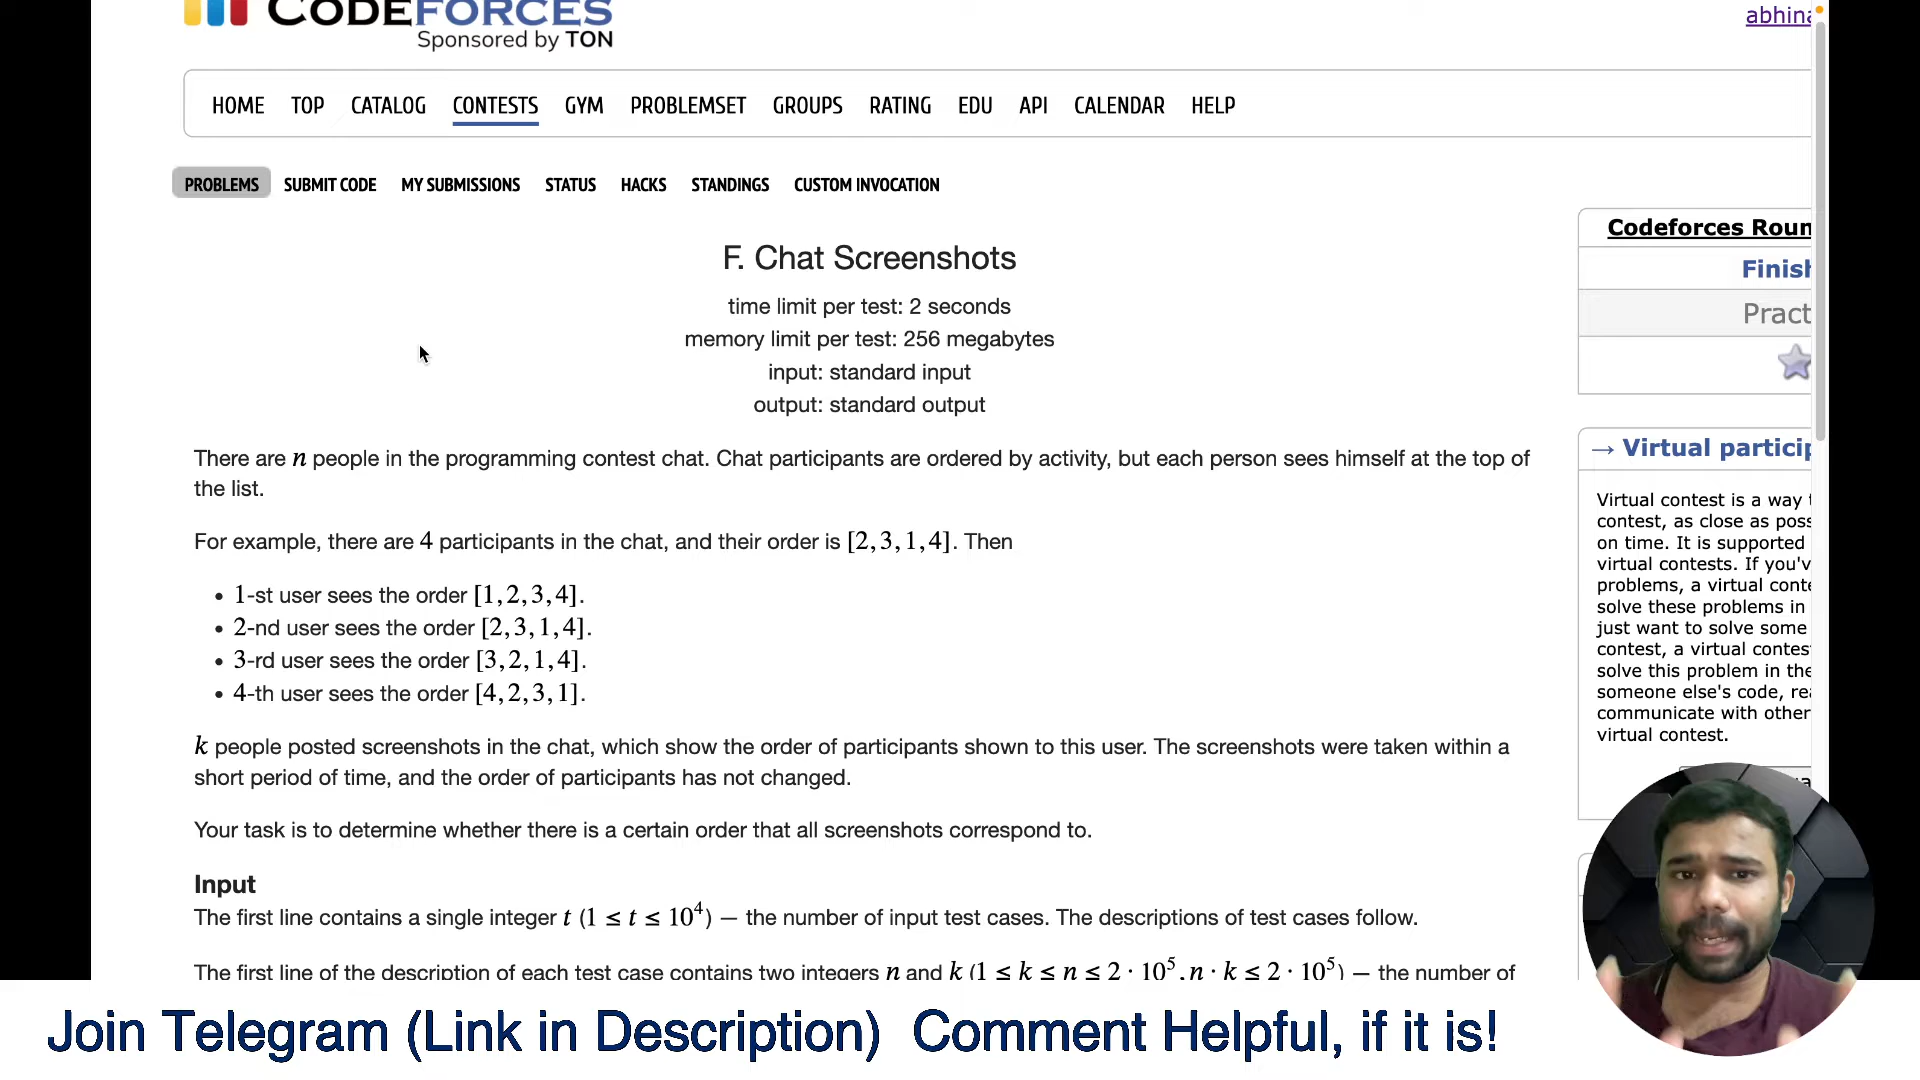 CODEFORCES
Sponsored by TON
HOME TOP CATALOG CONTESTS GYM PROBLEMSET GROUPS RATING EDU API CALENDAR HELP
PROBLEMS SUBMIT CODE MY SUBMISSIONS STATUS HACKS STANDINGS CUSTOM INVOCATION
F. Chat Screenshots
time limit per test: 2 seconds
memory limit per test: 256 megabytes
input: standard input
output: standard output
There are n people in the programming contest chat. Chat participants are ordered by activity, but each person sees himself at the top of
the list.
For example, there are 4 participants in the chat, and their order is [2, 3, 1, 4]. Then
• 1-st user sees the order [1, 2, 3, 4].
• 2-nd user sees the order [2, 3, 1, 4].
• 3-rd user sees the order [3, 2, 1, 4].
• 4-th user sees the order [4, 2, 3, 1].
k people posted screenshots in the chat, which show the order of participants shown to this user. The screenshots were taken within a
short period of time, and the order of participants has not changed.
Your task is to determine whether there is a certain order that all screenshots correspond to.
Input
The first line contains a single integer t (1 ≤ t ≤ 10^4) — the number of input test cases. The descriptions of test cases follow.
The first line of the description of each test case contains two integers n and k (1 ≤ k ≤ n ≤ 2 · 10^5, n · k ≤ 2 · 10^5) — the number of
abhina
Codeforces Roun
Finish
Pract
→ Virtual particip
Virtual contest is a way t
contest, as close as poss
on time. It is supported
virtual contests. If you'v
problems, a virtual conte
solve these problems in
just want to solve some
contest, a virtual contes
solve this problem in the
someone else's code, rea
communicate with other
virtual contest.
Join Telegram (Link in Description) Comment Helpful, if it is!